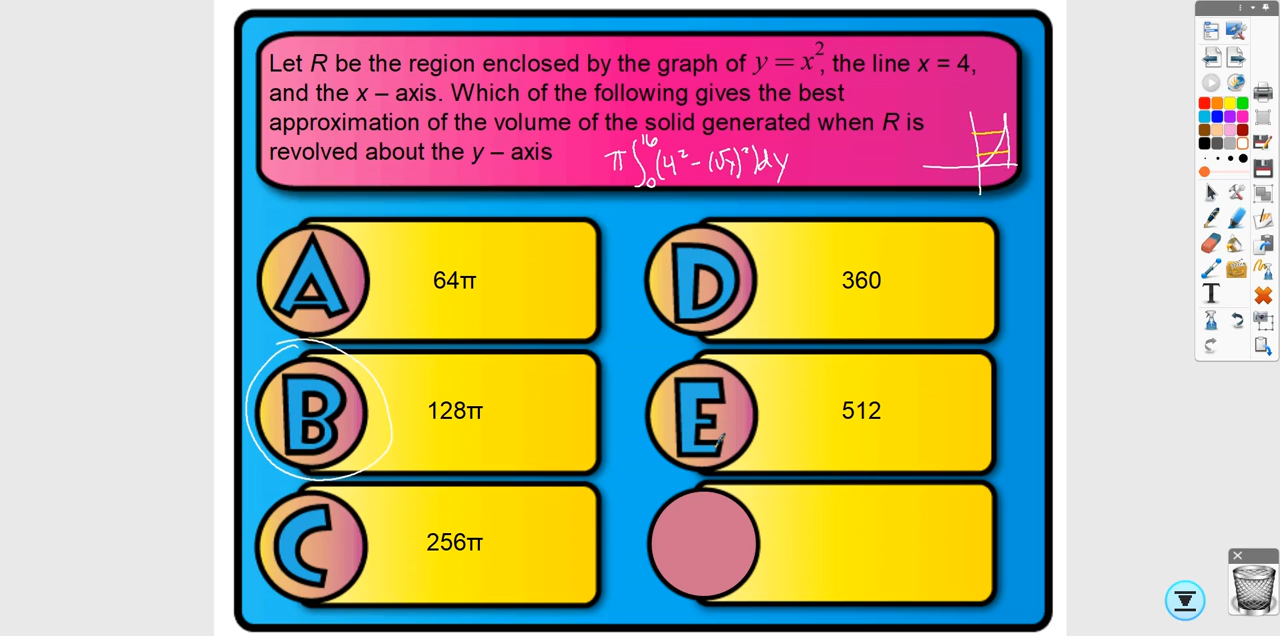 Let R be the region enclosed by the graph of y = x², the line x = 4,
and the x – axis. Which of the following gives the best
approximation of the volume of the solid generated when R is
revolved about the y – axis
π∫₀¹⁶(4² – (√y)²)dy
A 64π
B 128π
C 256π
D 360
E 512
T